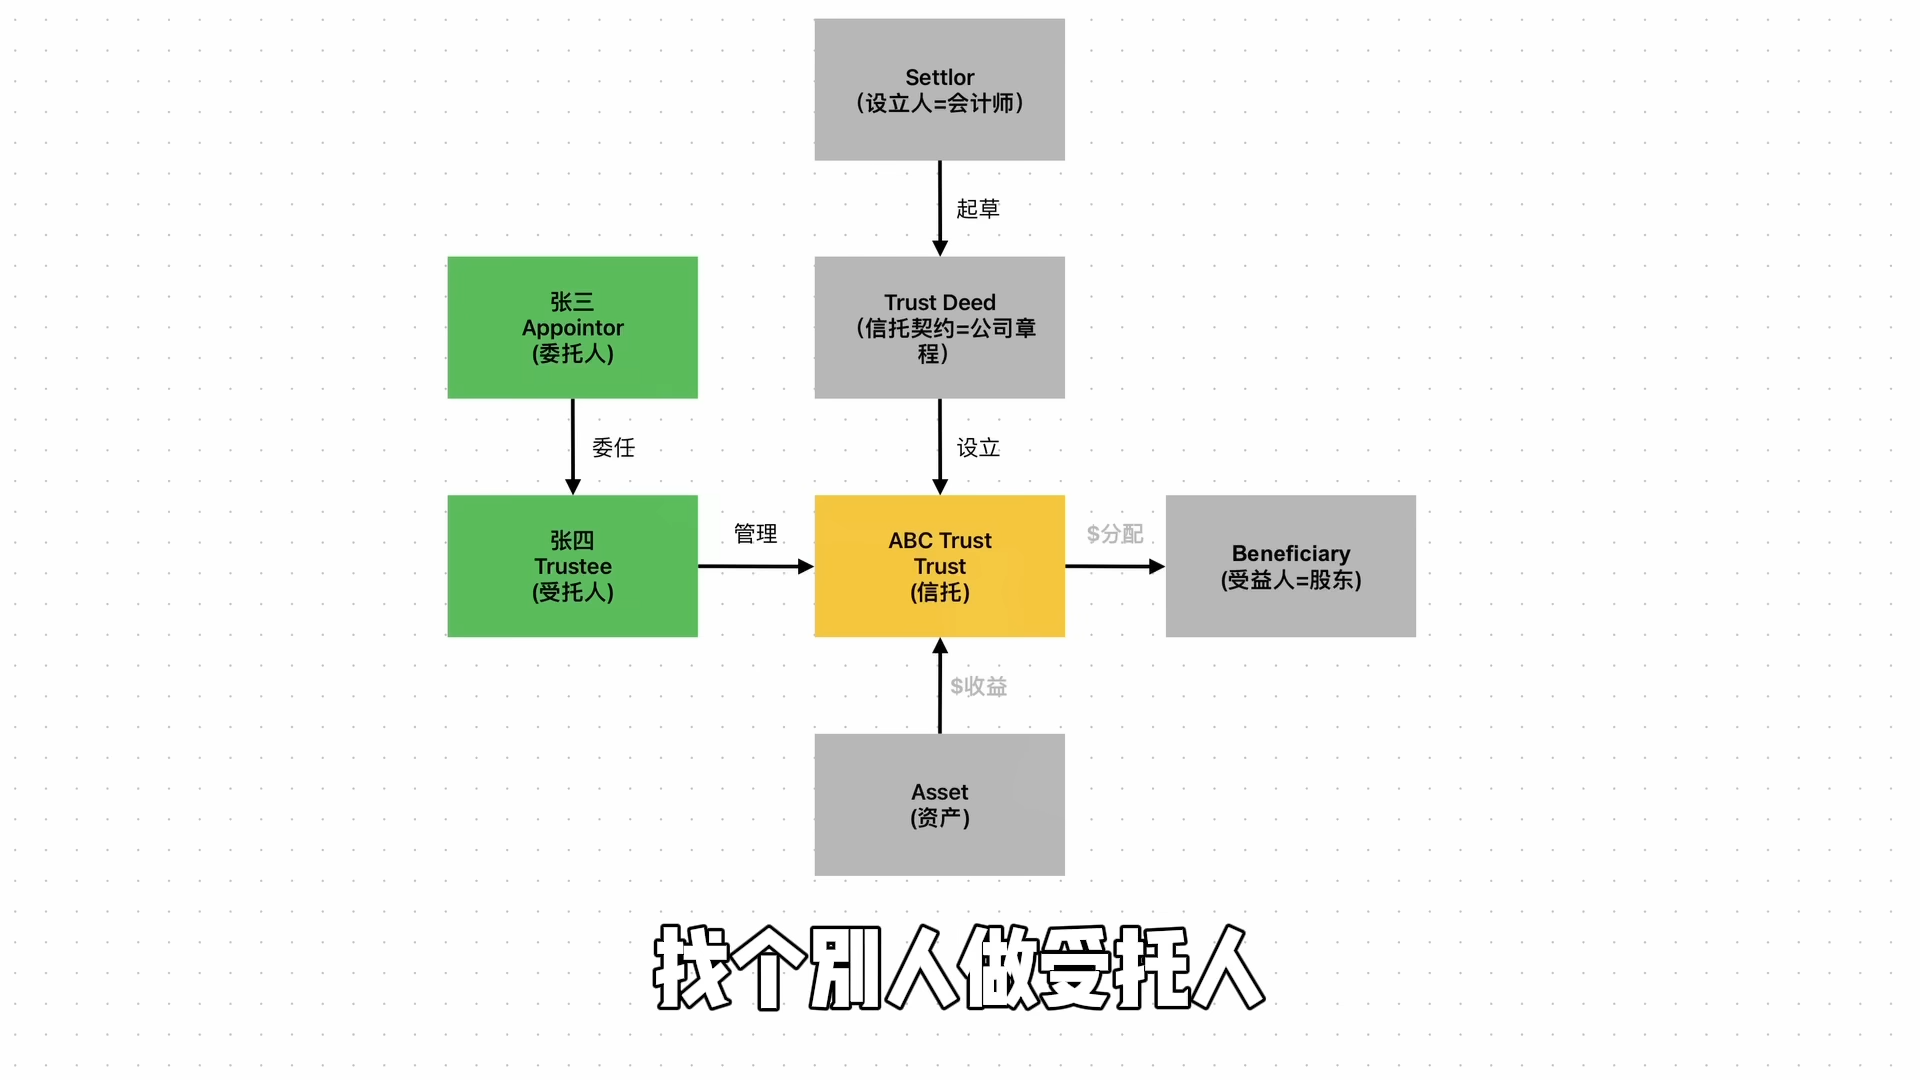 Settlor
（设立人=会计师）
起草
张三
Appointor
(委托人)
Trust Deed
（信托契约=公司章
程）
委任
设立
张四
Trustee
(受托人)
管理
ABC Trust
Trust
(信托)
$分配
Beneficiary
(受益人=股东)
$收益
Asset
(资产)
找个别人做受托人